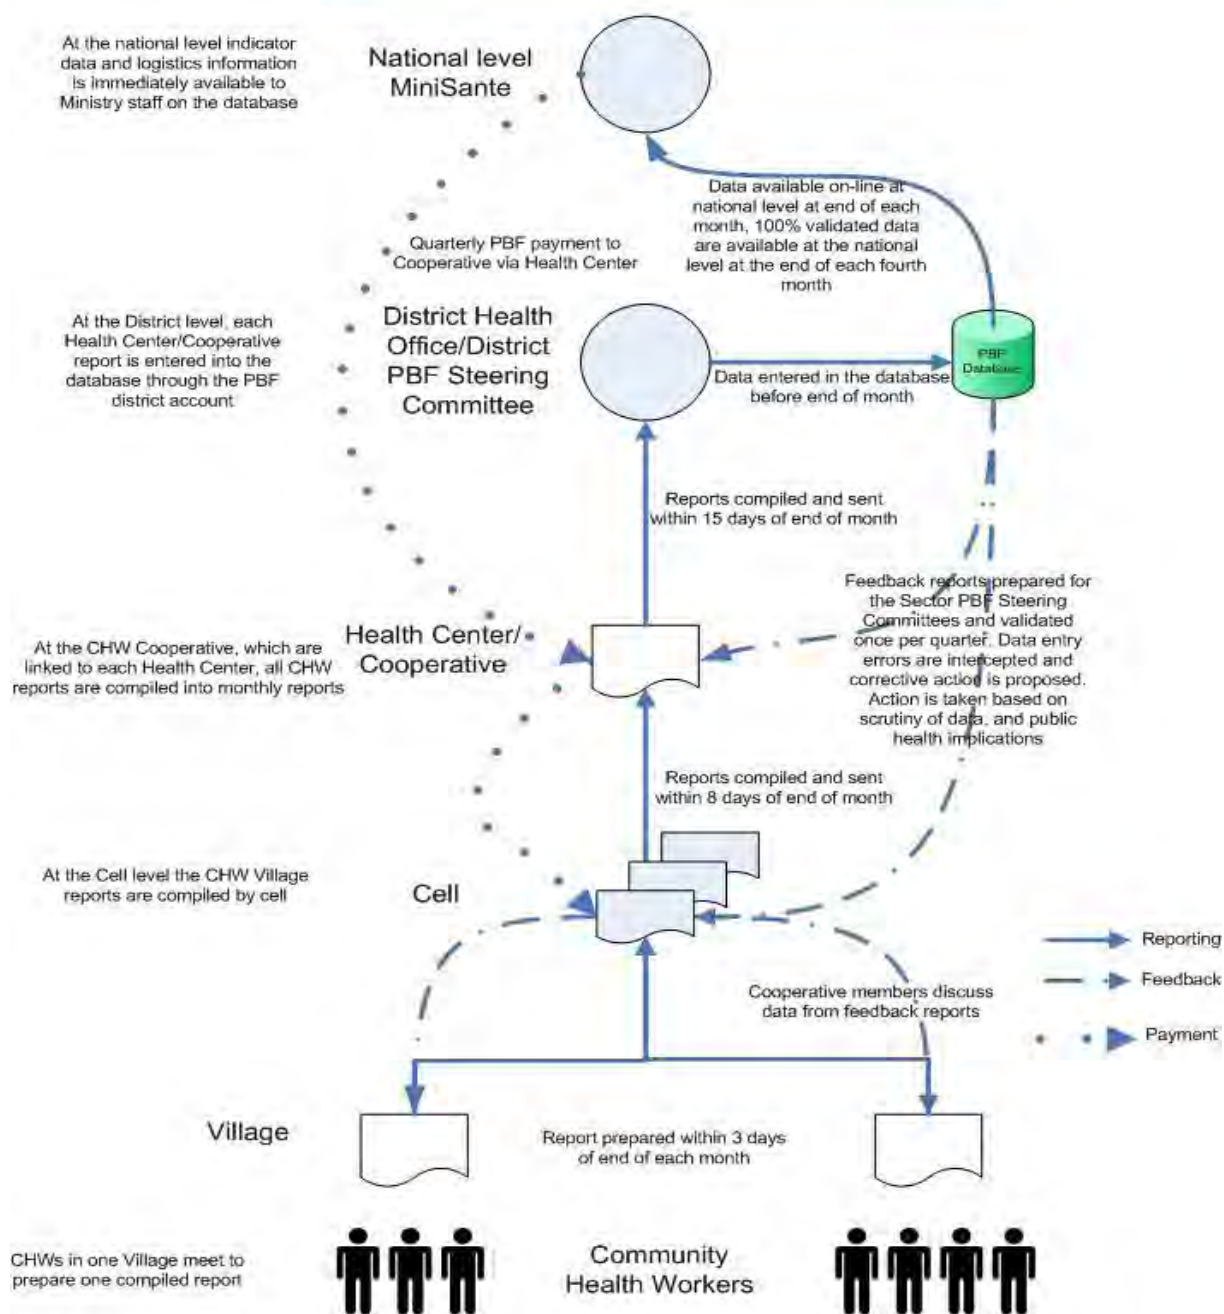 At the national level indicator
data and logistics information
is immediately available to
Ministry staff on the database
National level
MiniSante
Data available on-line at
national level at end of each
month, 100% validated data
are available at the national
level at the end of each fourth
month
Quarterly PBF payment to
Cooperative via Health Center
At the District level, each
Health Center/Cooperative
report is entered into the
database through the PBF
district account
District Health
Office/District
PBF Steering
Committee
PBF
Database
Data entered in the database
before end of month
Reports compiled and sent
within 15 days of end of month
Feedback reports prepared for
the Sector PBF Steering
Committees and validated
once per quarter. Data entry
errors are intercepted and
corrective action is proposed.
Action is taken based on
scrutiny of data, and public
health implications
At the CHW Cooperative, which are
linked to each Health Center, all CHW
reports are compiled into monthly reports
Health Center/
Cooperative
Reports compiled and sent
within 8 days of end of month
At the Cell level the CHW Village
reports are compiled by cell
Cell
Reporting
Feedback
Payment
Cooperative members discuss
data from feedback reports
Village
Report prepared within 3 days
of end of each month
CHWs in one Village meet to
prepare one compiled report
Community
Health Workers